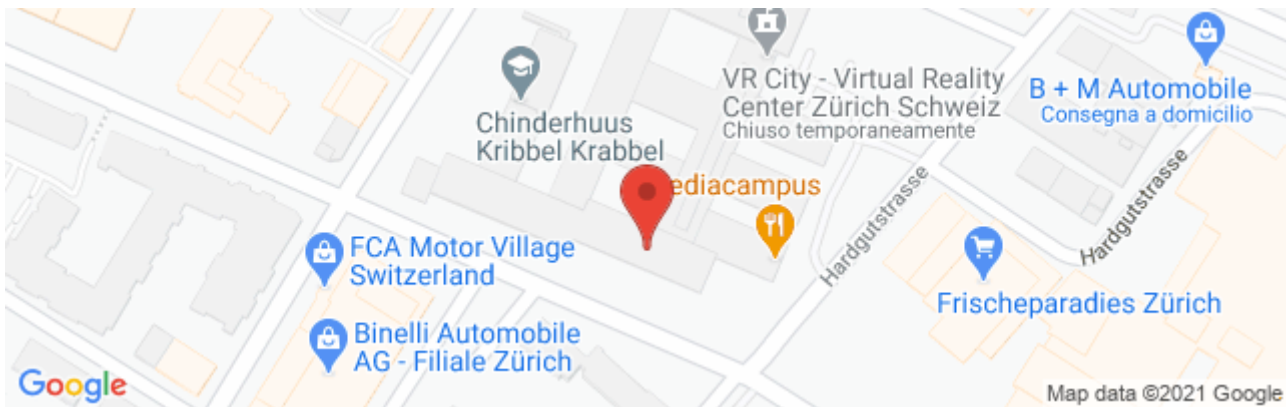 VR City - Virtual Reality
Center Zürich Schweiz
Chiuso temporaneamente
B + M Automobile
Consegna a domicilio
Chinderhuus
Kribbel Krabbel
ediacampus
Hardgutstrasse
Hardgutstrasse
FCA Motor Village
Switzerland
Frischeparadies Zürich
Binelli Automobile
AG - Filiale Zürich
Google
Map data ©2021 Google